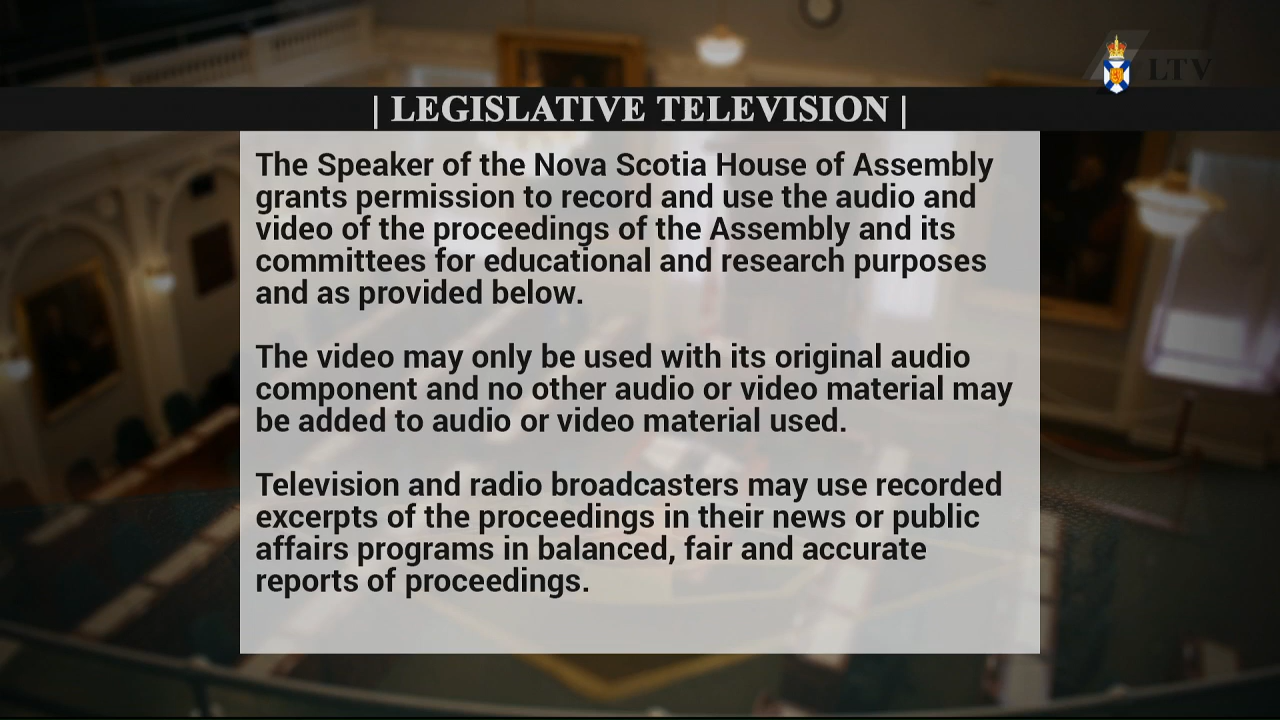 LTV
| LEGISLATIVE TELEVISION |
The Speaker of the Nova Scotia House of Assembly
grants permission to record and use the audio and
video of the proceedings of the Assembly and its
committees for educational and research purposes
and as provided below.
The video may only be used with its original audio
component and no other audio or video material may
be added to audio or video material used.
Television and radio broadcasters may use recorded
excerpts of the proceedings in their news or public
affairs programs in balanced, fair and accurate
reports of proceedings.